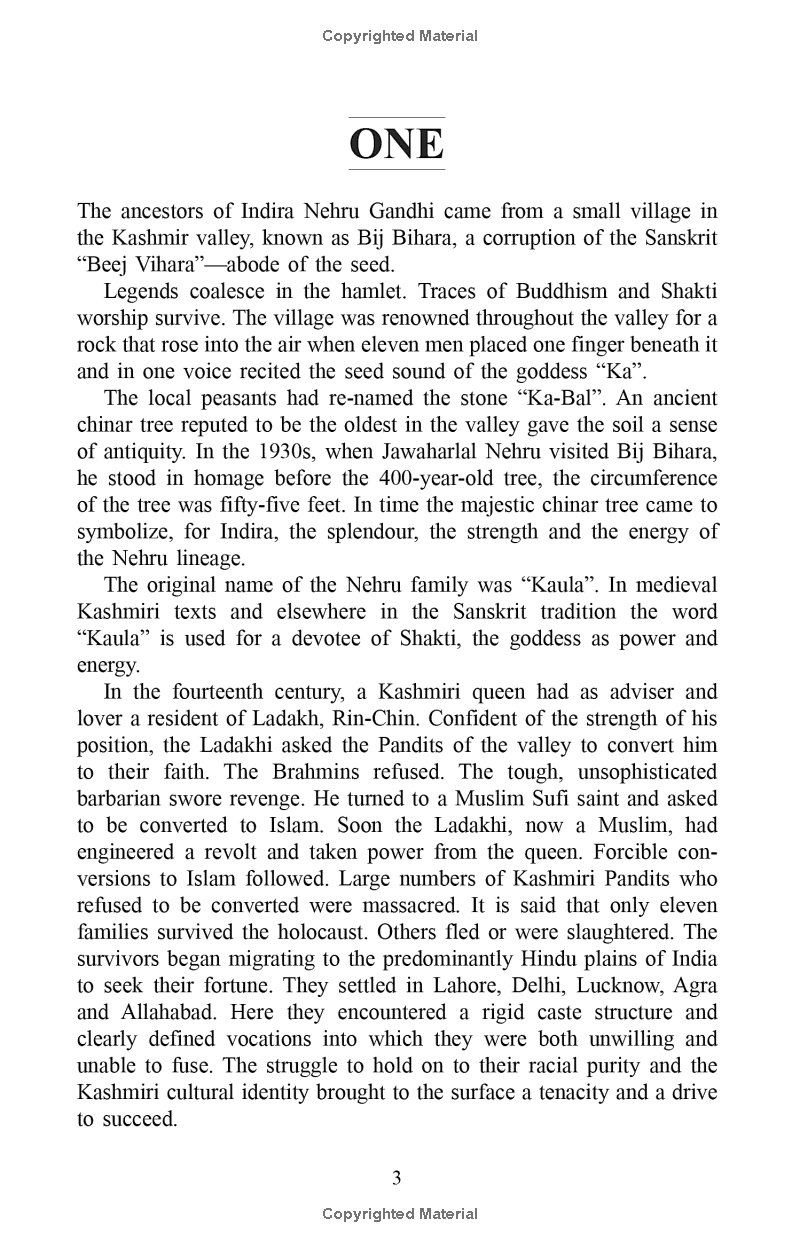 Copyrighted Material
ONE
The ancestors of Indira Nehru Gandhi came from a small village in
the Kashmir valley, known as Bij Bihara, a corruption of the Sanskrit
“Beej Vihara”—abode of the seed.
Legends coalesce in the hamlet. Traces of Buddhism and Shakti
worship survive. The village was renowned throughout the valley for a
rock that rose into the air when eleven men placed one finger beneath it
and in one voice recited the seed sound of the goddess “Ka”.
The local peasants had re-named the stone “Ka-Bal”. An ancient
chinar tree reputed to be the oldest in the valley gave the soil a sense
of antiquity. In the 1930s, when Jawaharlal Nehru visited Bij Bihara,
he stood in homage before the 400-year-old tree, the circumference
of the tree was fifty-five feet. In time the majestic chinar tree came to
symbolize, for Indira, the splendour, the strength and the energy of
the Nehru lineage.
The original name of the Nehru family was “Kaula”. In medieval
Kashmiri texts and elsewhere in the Sanskrit tradition the word
“Kaula” is used for a devotee of Shakti, the goddess as power and
energy.
In the fourteenth century, a Kashmiri queen had as adviser and
lover a resident of Ladakh, Rin-Chin. Confident of the strength of his
position, the Ladakhi asked the Pandits of the valley to convert him
to their faith. The Brahmins refused. The tough, unsophisticated
barbarian swore revenge. He turned to a Muslim Sufi saint and asked
to be converted to Islam. Soon the Ladakhi, now a Muslim, had
engineered a revolt and taken power from the queen. Forcible con-
versions to Islam followed. Large numbers of Kashmiri Pandits who
refused to be converted were massacred. It is said that only eleven
families survived the holocaust. Others fled or were slaughtered. The
survivors began migrating to the predominantly Hindu plains of India
to seek their fortune. They settled in Lahore, Delhi, Lucknow, Agra
and Allahabad. Here they encountered a rigid caste structure and
clearly defined vocations into which they were both unwilling and
unable to fuse. The struggle to hold on to their racial purity and the
Kashmiri cultural identity brought to the surface a tenacity and a drive
to succeed.
3
Copyrighted Material